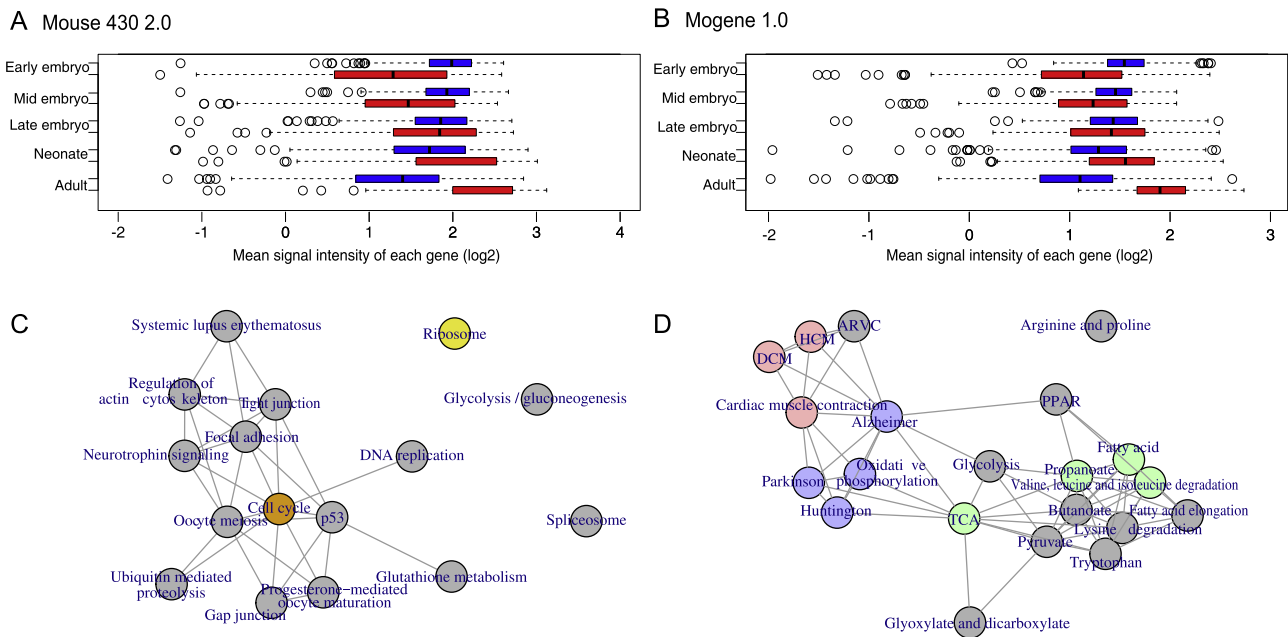 A Mouse 430 2.0
Early embryo
Mid embryo
Late embryo
Neonate
Adult
-2 -1 0 1 2 3 4
Mean signal intensity of each gene (log2)
B Mogene 1.0
Early embryo
Mid embryo
Late embryo
Neonate
Adult
-2 -1 0 1 2 3
Mean signal intensity of each gene (log2)
C
Systemic lupus erythematosus
Ribosome
Regulation of
actin cytos keleton
Tight junction
Glycolysis / gluconeogenesis
Focal adhesion
Neurotrophin signaling
DNA replication
Cell cycle
Oocyte meiosis
p53
Spliceosome
Ubiquitin mediated
proteolysis
Glutathione metabolism
Progesterone-mediated
oocyte maturation
Gap junction
D
ARVC
HCM
DCM
Arginine and proline
Cardiac muscle contraction
PPAR
Alzheimer
Fatty acid
Parkinson
Oxidati ve
phosphorylation
Glycolysis
Propanoate
Valine, leucine and isoleucine degradation
Huntington
TCA
Butanoate
Fatty acid elongation
Lysine degradation
Pyruvate
Tryptophan
Glyoxylate and dicarboxylate